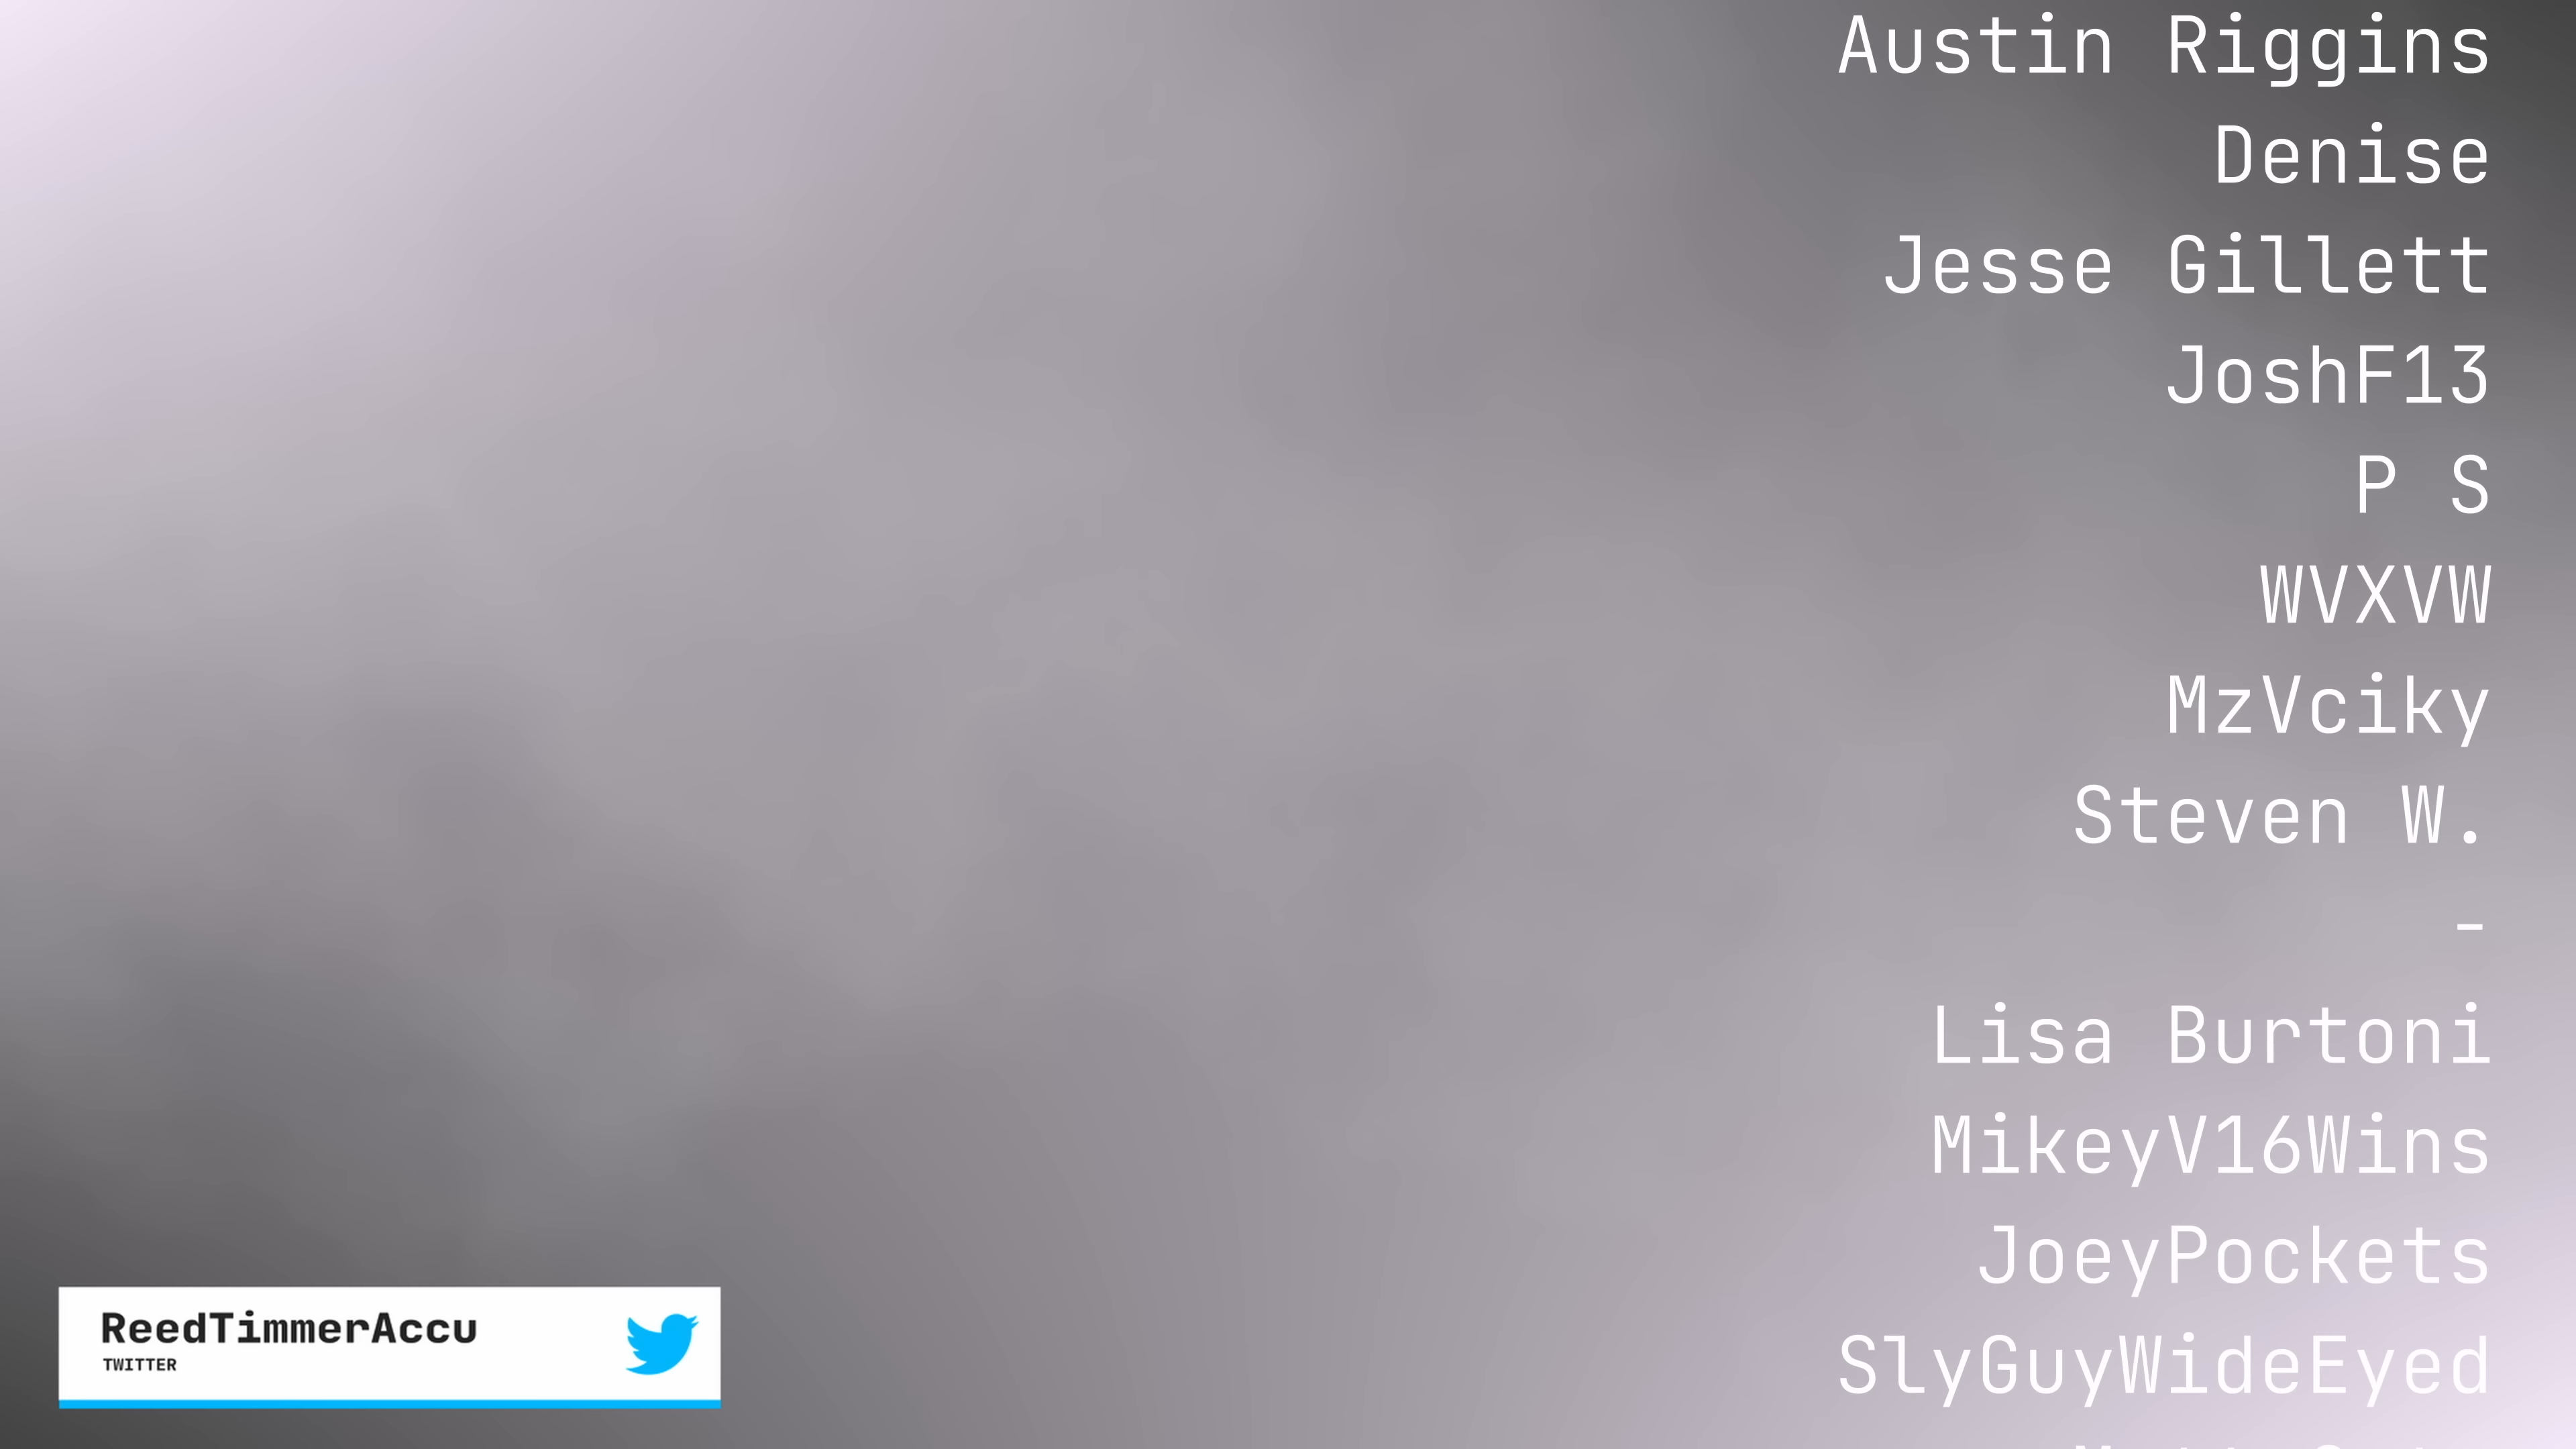 Austin Riggins
Denise
Jesse Gillett
JoshF13
P S
WVXVW
MzVciky
Steven W.
-
Lisa Burtoni
MikeyV16Wins
JoeyPockets
SlyGuyWideEyed
ReedTimmerAccu
TWITTER